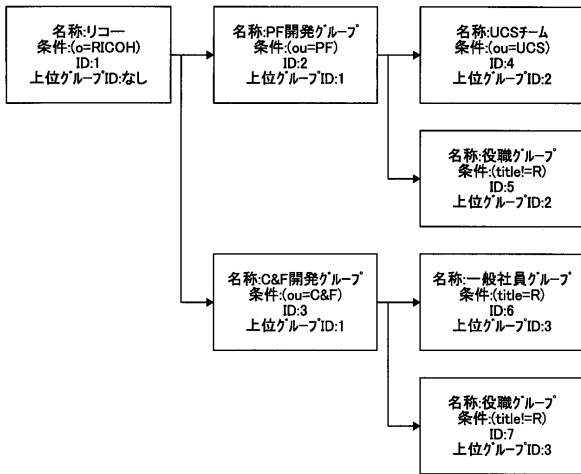 名称:リコー
条件:(o=RICOH)
ID:1
上位グループID:なし
名称:PF開発グループ
条件:(ou=PF)
ID:2
上位グループID:1
名称:UCSチーム
条件:(ou=UCS)
ID:4
上位グループID:2
名称:役職グループ
条件:(title!=R)
ID:5
上位グループID:2
名称:C&F開発グループ
条件:(ou=C&F)
ID:3
上位グループID:1
名称:一般社員グループ
条件:(title=R)
ID:6
上位グループID:3
名称:役職グループ
条件:(title!=R)
ID:7
上位グループID:3